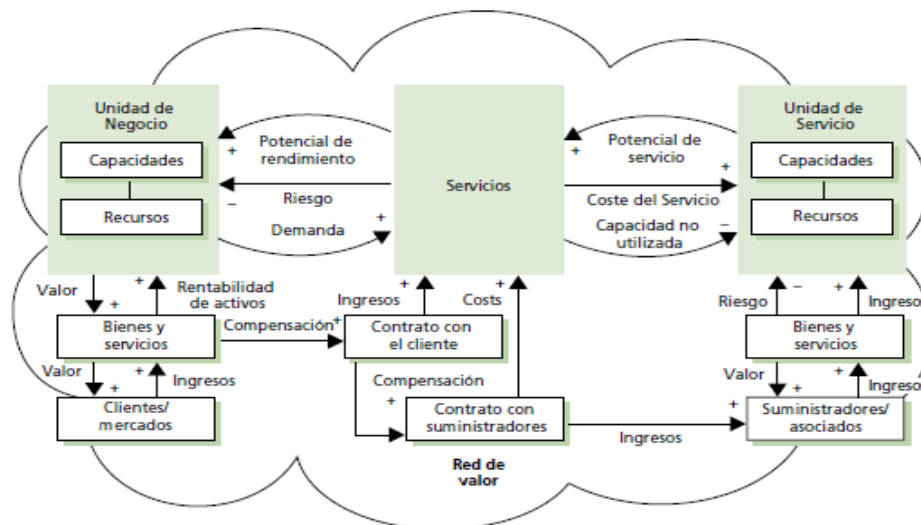 Unidad de
Negocio
Capacidades
Recursos
Potencial de
rendimiento
+
Riesgo
−
Demanda
+
Servicios
Potencial de
servicio
+
+
Coste del Servicio
Capacidad no
utilizada
−
Unidad de
Servicio
Capacidades
Recursos
Valor
+
+
Rentabilidad
de activos
Bienes y
servicios
Compensación
+
Ingresos
+
Costs
+
Contrato con
el cliente
Riesgo
−
+
Ingreso
Bienes y
servicios
Valor
+
+
Ingresos
Clientes/
mercados
Compensación
+
Contrato con
suministradores
Ingresos
+
Valor
+
+
Ingreso
Suministradores/
asociados
Red de
valor